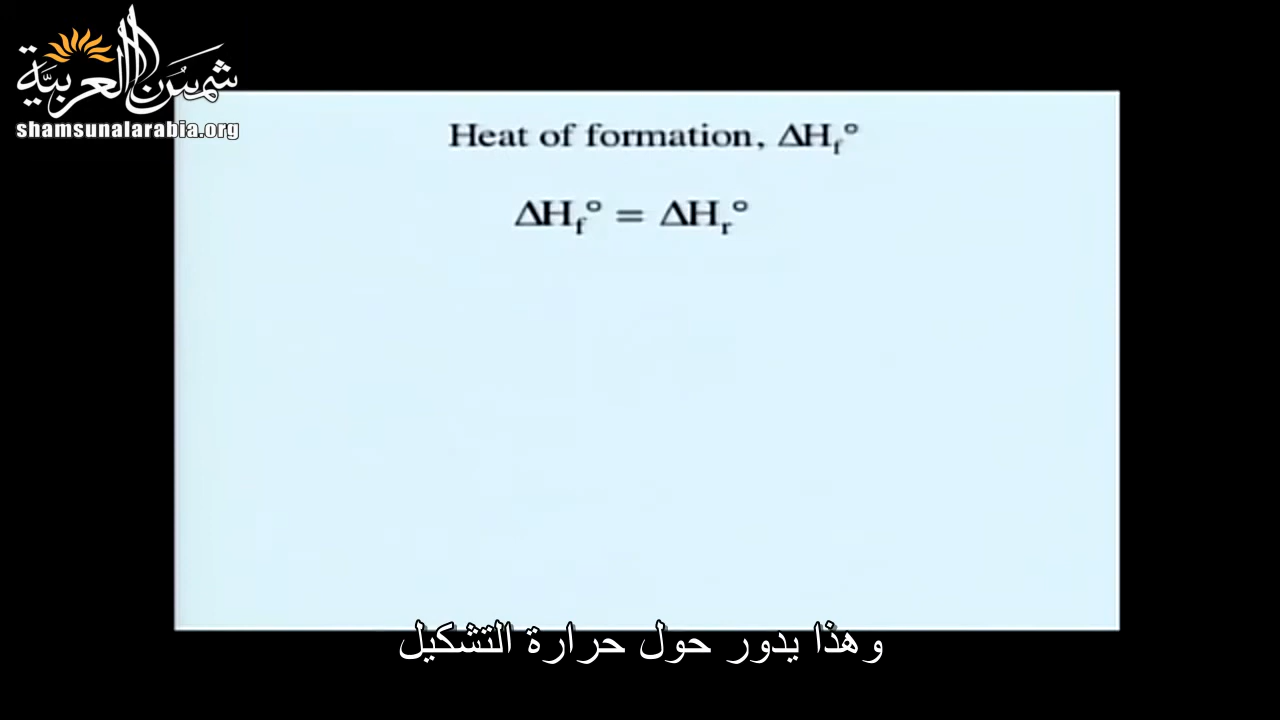 شمس العربية
shamsunalarabia.org
Heat of formation, ΔHf°
ΔHf° = ΔHr°
وهذا يدور حول حرارة التشكيل